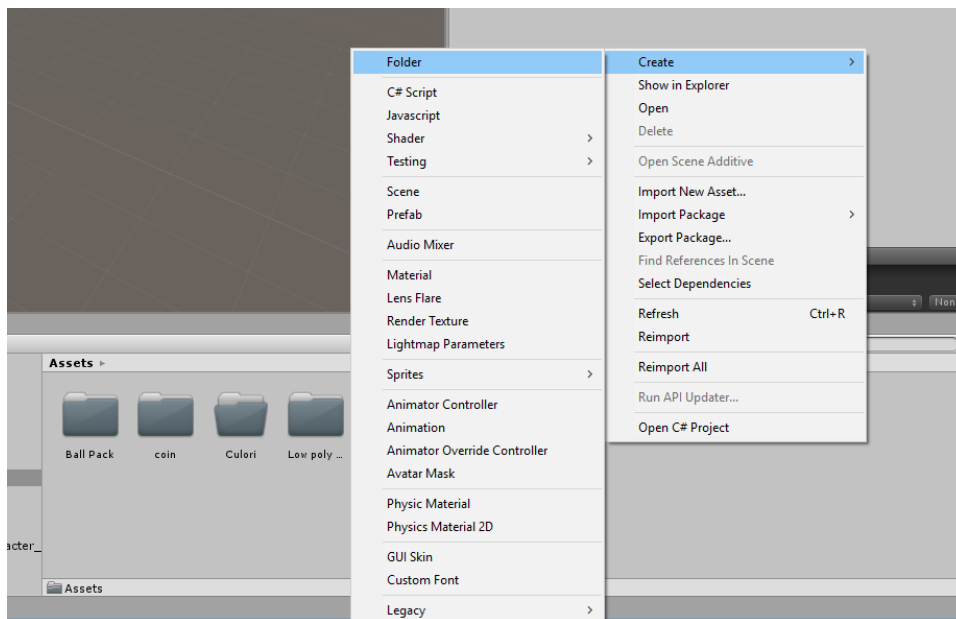 Folder
C# Script
Javascript
Shader
Testing
Scene
Prefab
Audio Mixer
Material
Lens Flare
Render Texture
Lightmap Parameters
Sprites
Animator Controller
Animation
Animator Override Controller
Avatar Mask
Physic Material
Physics Material 2D
GUI Skin
Custom Font
Legacy
Create
Show in Explorer
Open
Delete
Open Scene Additive
Import New Asset...
Import Package
Export Package...
Find References In Scene
Select Dependencies
Refresh Ctrl+R
Reimport
Reimport All
Run API Updater...
Open C# Project
Non
Assets
Ball Pack coin Culori Low poly ...
acter_
Assets